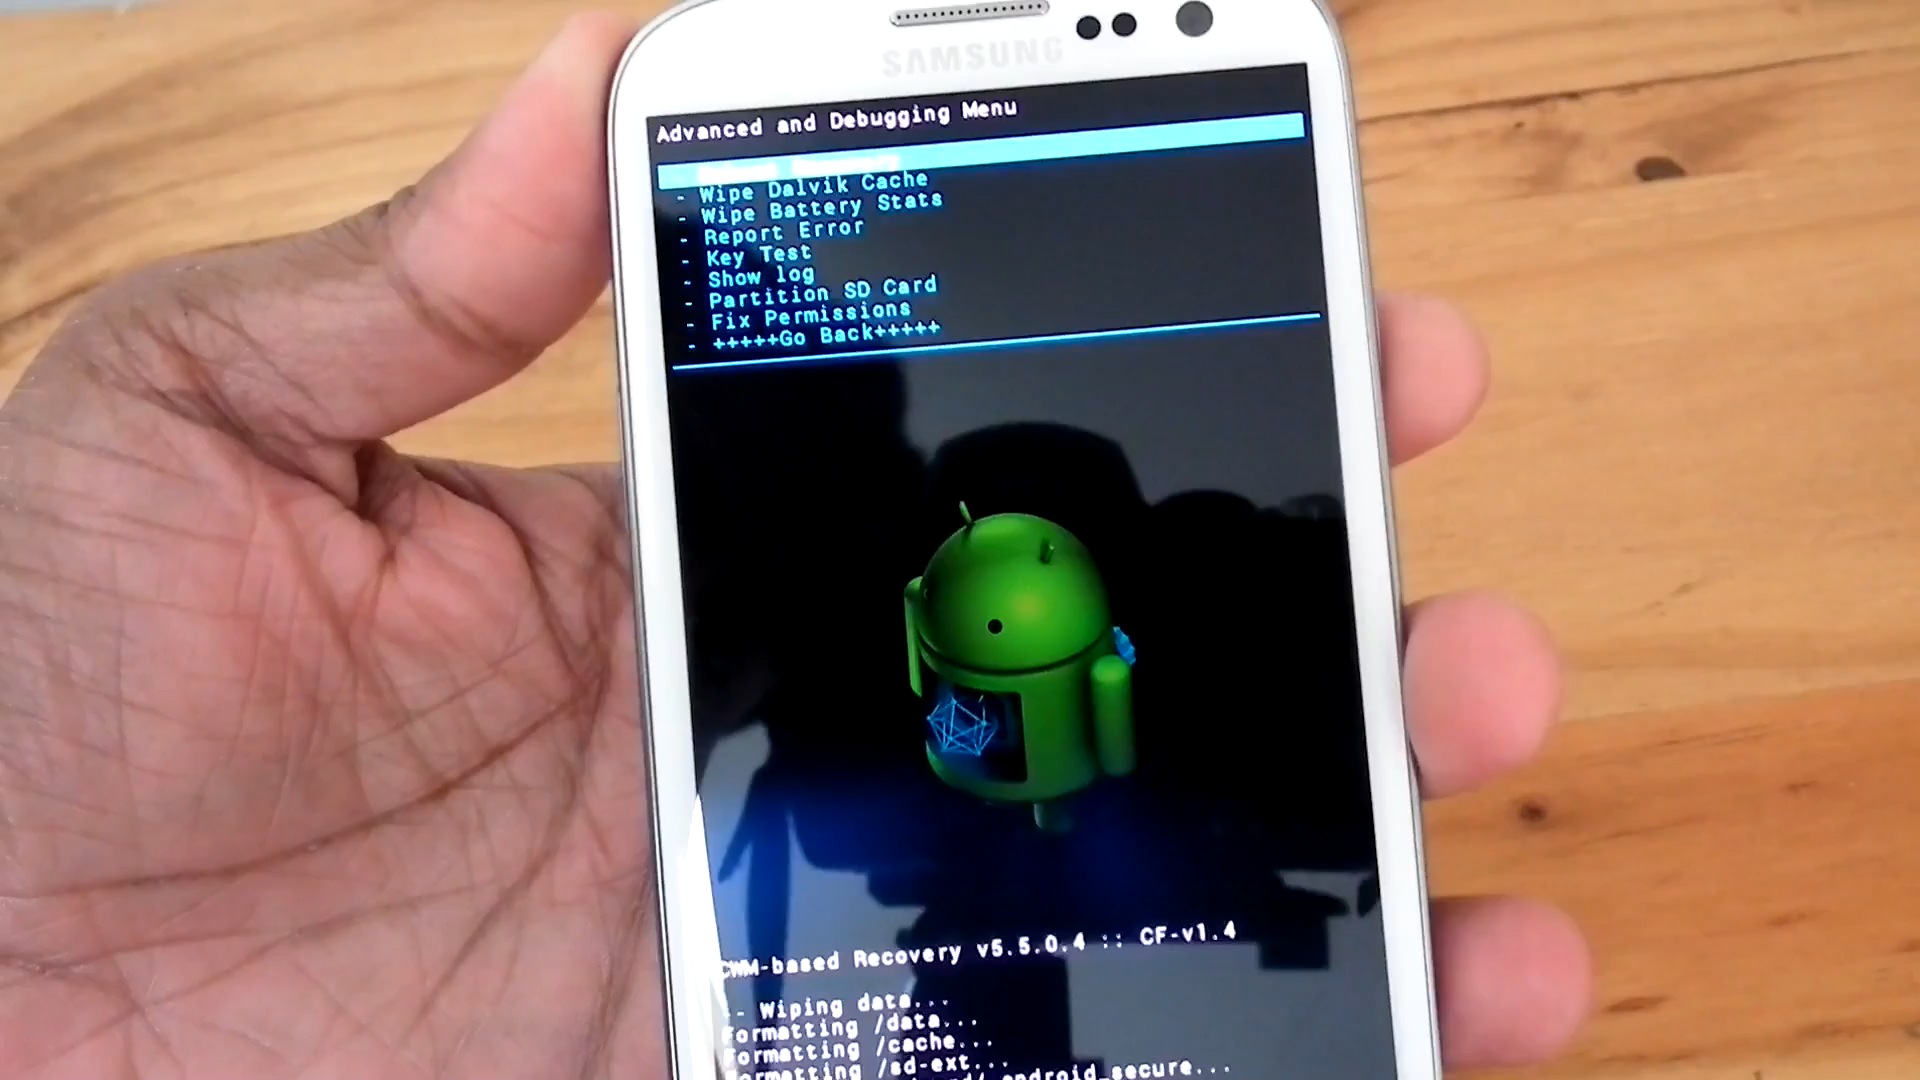 SAMSUNG
Advanced and Debugging Menu
- Recovery
- Wipe Dalvik Cache
- Wipe Battery Stats
- Report Error
- Key Test
- Show log
- Partition SD Card
- Fix Permissions
- +++++Go Back+++++
CWM-based Recovery v5.5.0.4 :: CF-v1.4
-- Wiping data...
Formatting /data...
Formatting /cache...
Formatting /sd-ext...
android_secure...